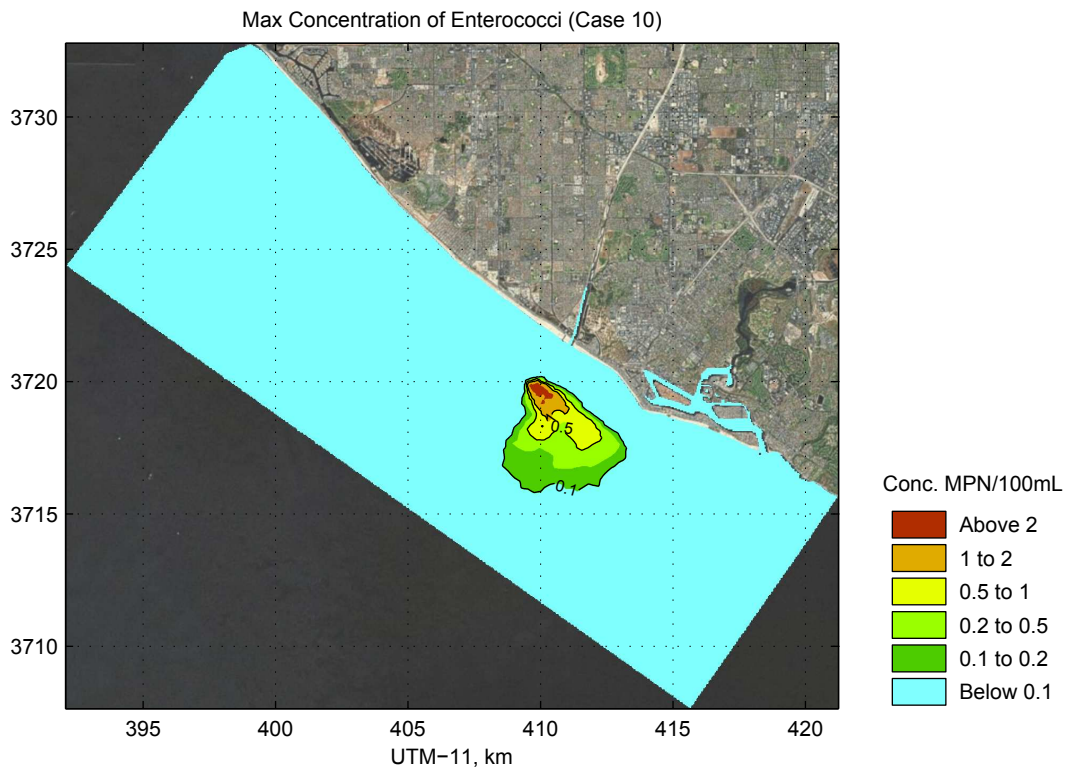 Max Concentration of Enterococci (Case 10)
3730
3725
3720
3715
3710
1
0.5
0.1
395
400
405
410
415
420
UTM−11, km
Conc. MPN/100mL
Above 2
1 to 2
0.5 to 1
0.2 to 0.5
0.1 to 0.2
Below 0.1